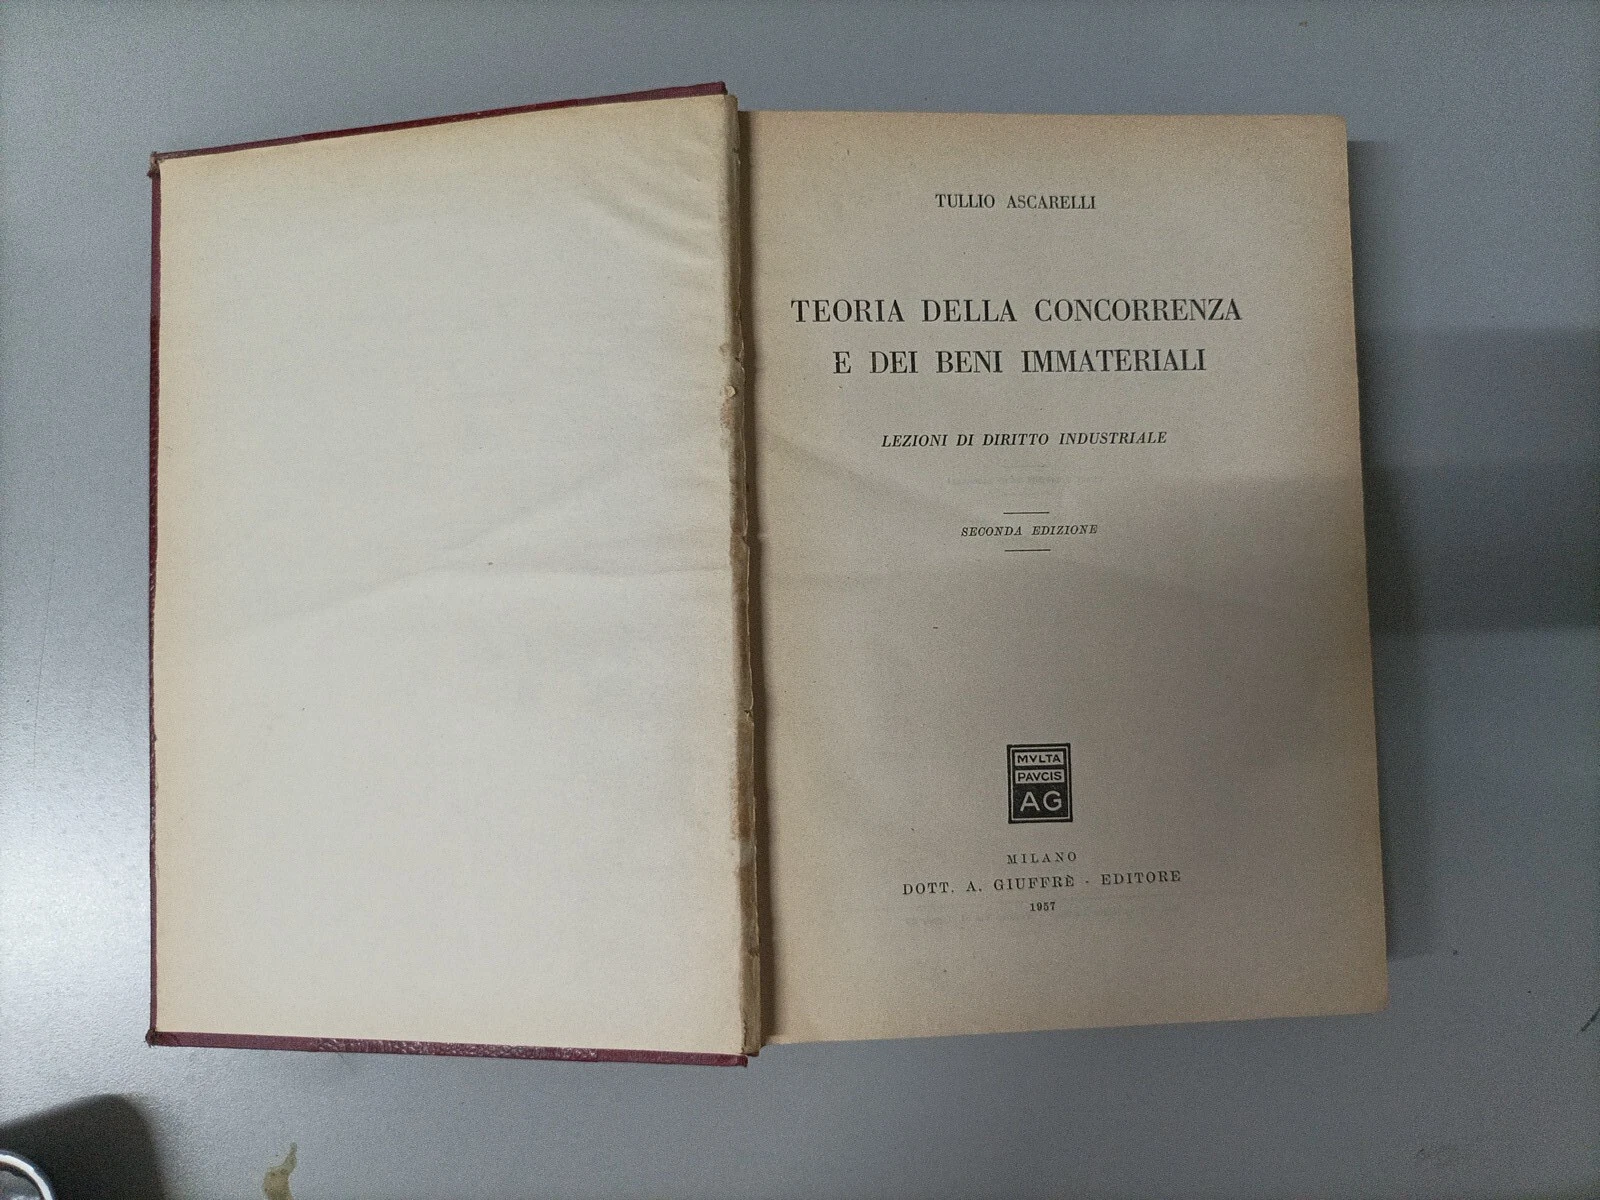 TULLIO ASCARELLI
TEORIA DELLA CONCORRENZA
E DEI BENI IMMATERIALI
LEZIONI DI DIRITTO INDUSTRIALE
SECONDA EDIZIONE
MVLTA
PAVCIS
AG
MILANO
DOTT. A. GIUFFRÈ - EDITORE
1957